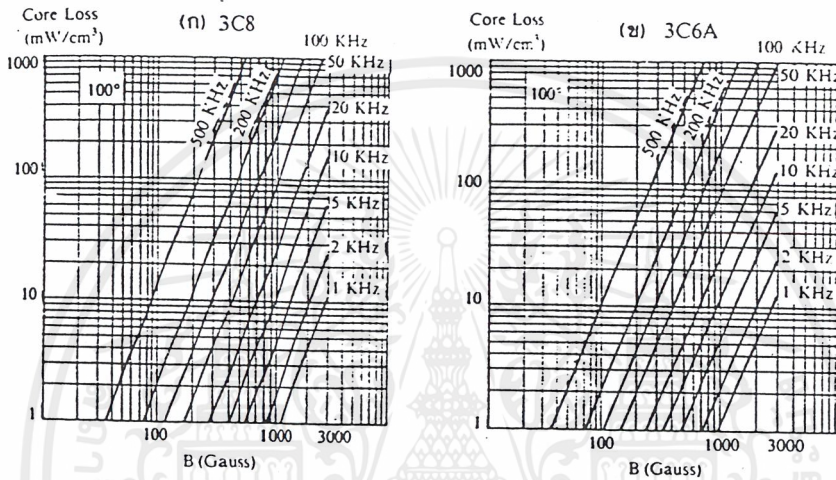 Core Loss
(mW/cm³)
(ก) 3C8
100 KHz
50 KHz
20 KHz
10 KHz
5 KHz
2 KHz
1 KHz
500 KHz
200 KHz
100°
1000
100
10
1
100
1000
3000
B (Gauss)
Core Loss
(mW/cm³)
(ข) 3C6A
100 KHz
50 KHz
20 KHz
10 KHz
5 KHz
2 KHz
1 KHz
500 KHz
200 KHz
100°
1000
100
10
1
100
1000
3000
B (Gauss)